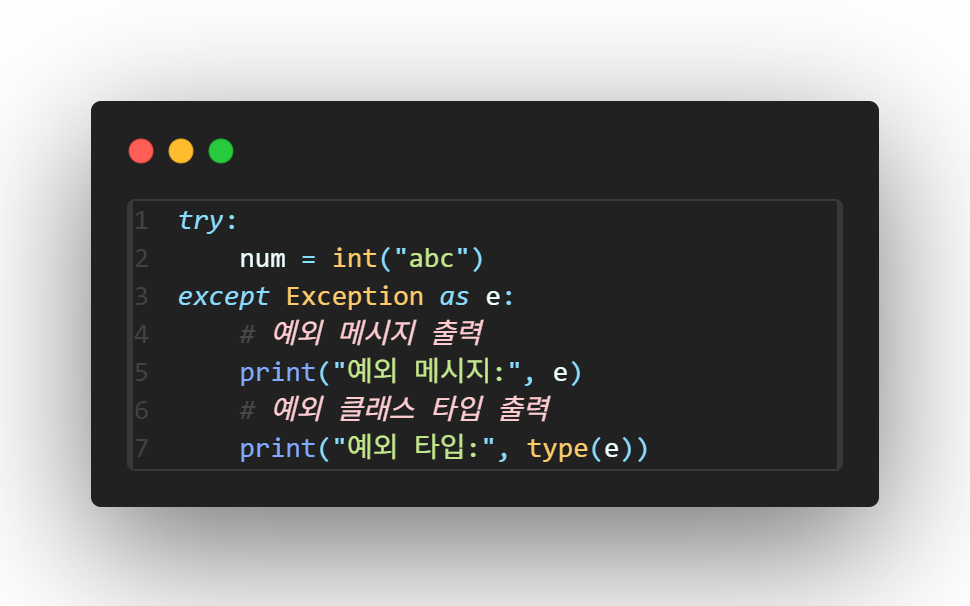 1 try:
2     num = int("abc")
3 except Exception as e:
4     # 예외 메시지 출력
5     print("예외 메시지:", e)
6     # 예외 클래스 타입 출력
7     print("예외 타입:", type(e))